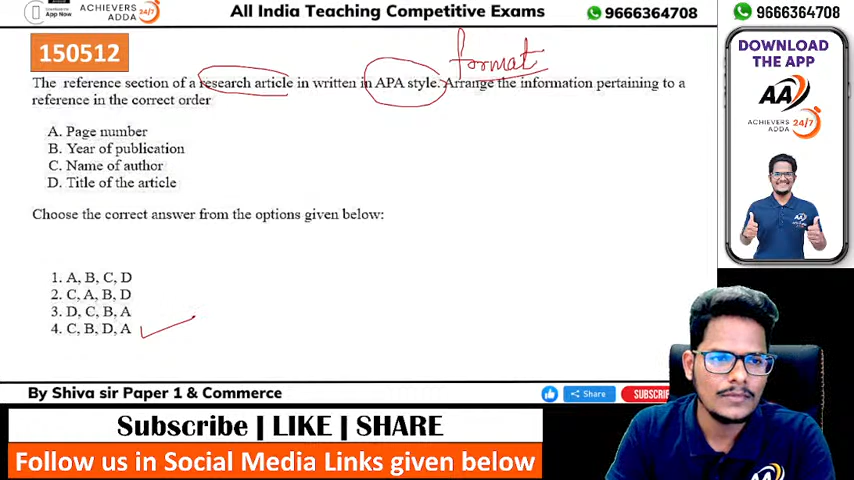 App Now
ACHIEVERS
ADDA 24/7
All India Teaching Competitive Exams
9666364708
9666364708
150512
format
The reference section of a research article in written in APA style. Arrange the information pertaining to a
reference in the correct order
A. Page number
B. Year of publication
C. Name of author
D. Title of the article
Choose the correct answer from the options given below:
1. A, B, C, D
2. C, A, B, D
3. D, C, B, A
4. C, B, D, A
DOWNLOAD
THE APP
AA
ACHIEVERS
ADDA 24/7
By Shiva sir Paper 1 & Commerce
Share
SUBSCRI
Subscribe | LIKE | SHARE
Follow us in Social Media Links given below